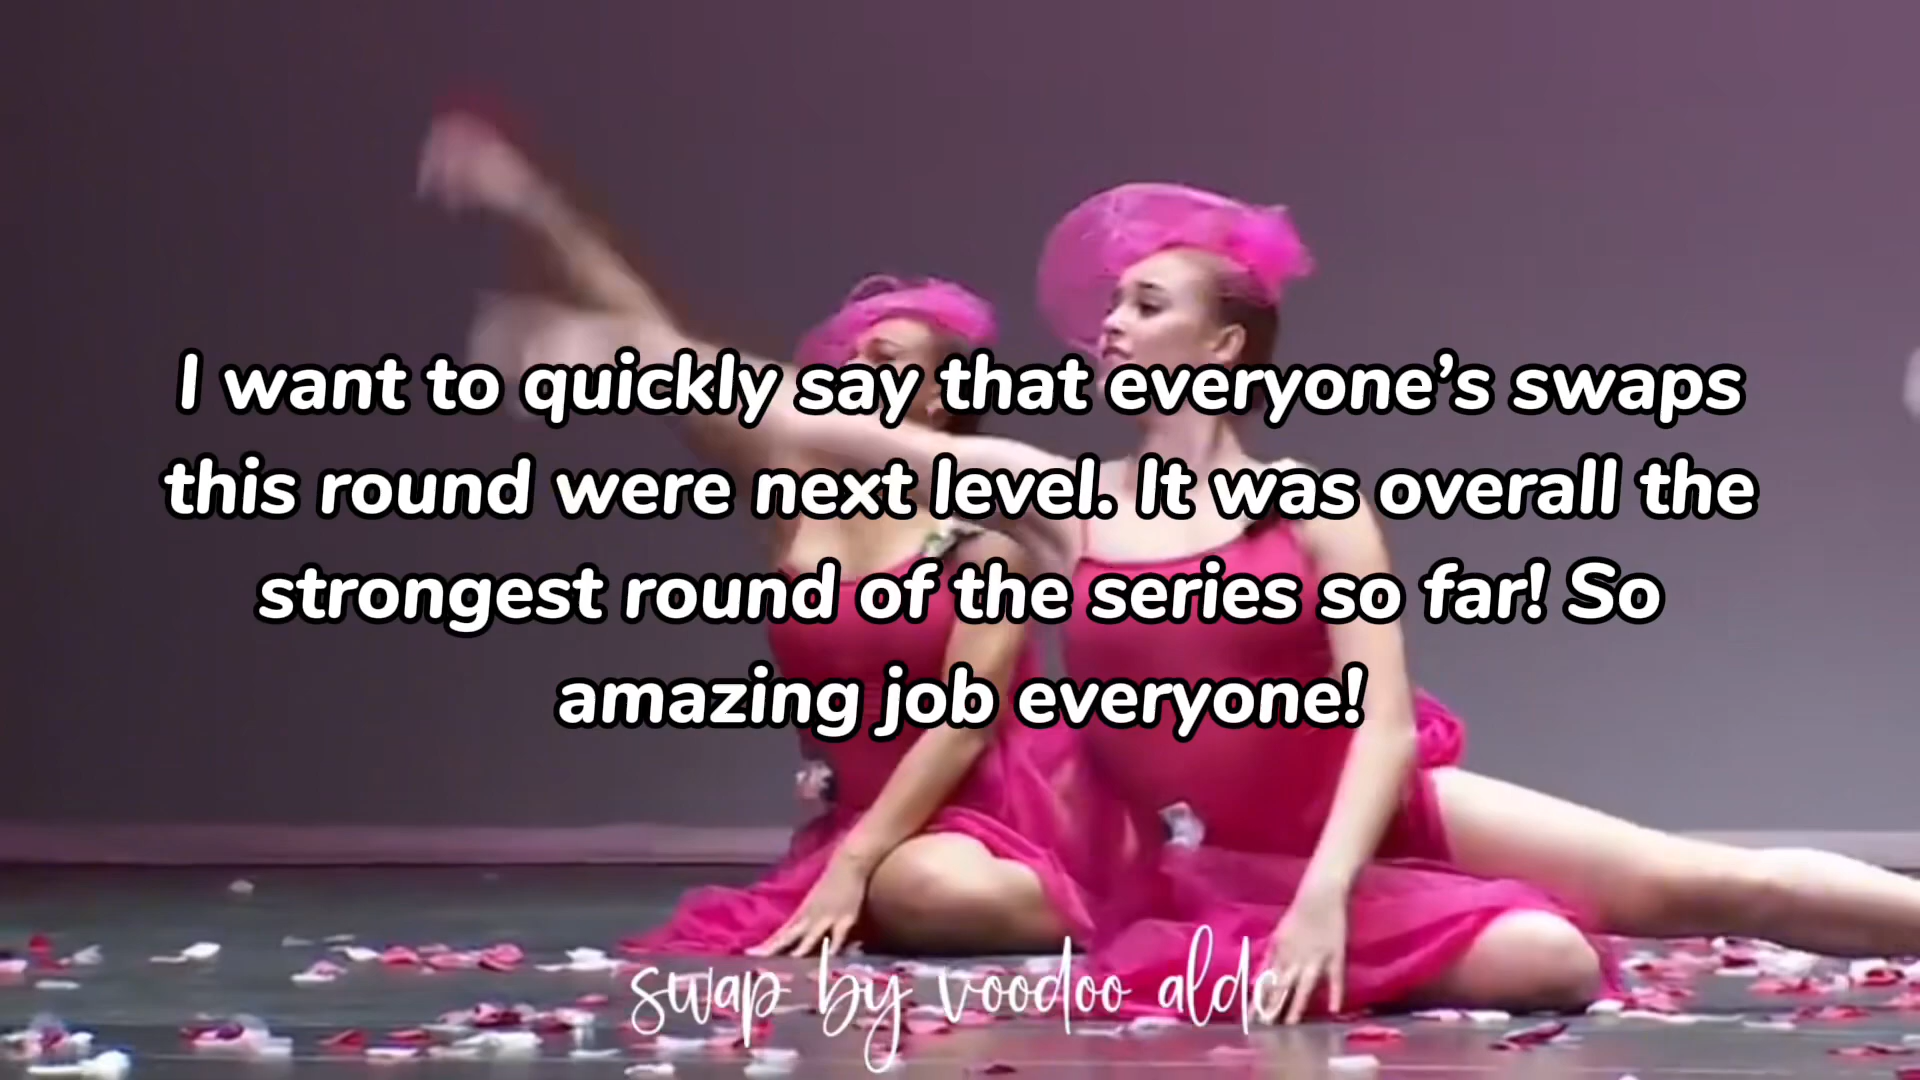 I want to quickly say that everyone’s swaps
this round were next level. It was overall the
strongest round of the series so far! So
amazing job everyone!
swap by voodoo aldc